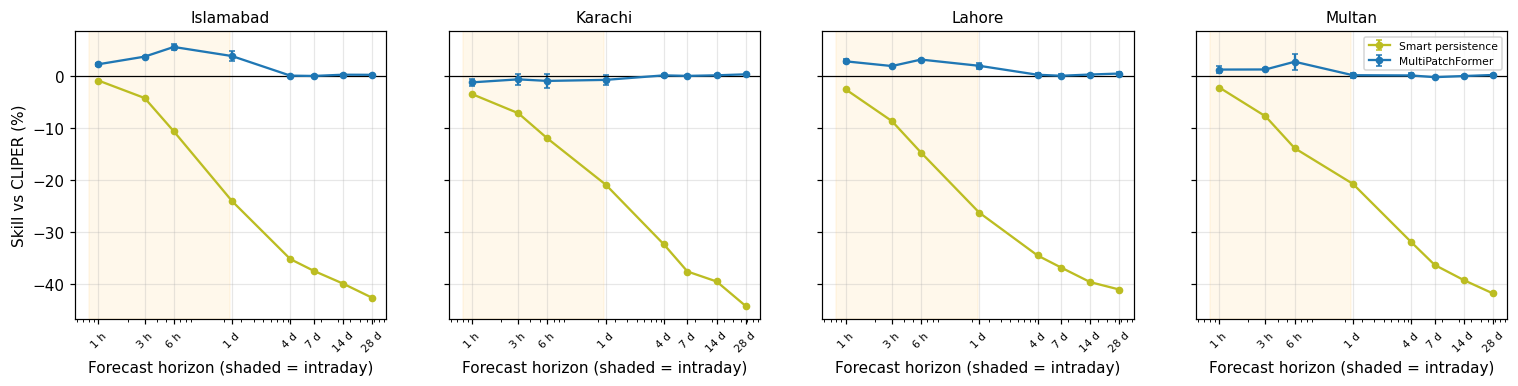 Islamabad
Karachi
Lahore
Multan
Skill vs CLIPER (%)
0
−10
−20
−30
−40
Smart persistence
MultiPatchFormer
1 h
3 h
6 h
1 d
4 d
7 d
14 d
28 d
1 h
3 h
6 h
1 d
4 d
7 d
14 d
28 d
1 h
3 h
6 h
1 d
4 d
7 d
14 d
28 d
1 h
3 h
6 h
1 d
4 d
7 d
14 d
28 d
Forecast horizon (shaded = intraday)
Forecast horizon (shaded = intraday)
Forecast horizon (shaded = intraday)
Forecast horizon (shaded = intraday)